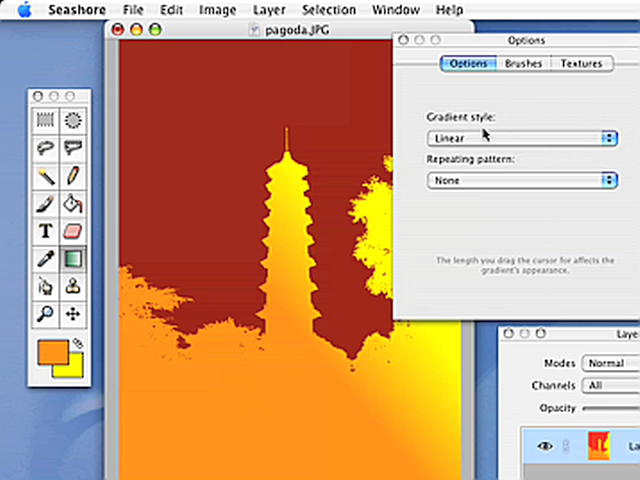 Seashore File Edit Image Layer Selection Window Help
pagoda.JPG
Options
Options Brushes Textures
Gradient style:
Linear
Repeating pattern:
None
The length you drag the cursor for affects the
gradient's appearance.
T
Modes Normal
Channels All
Opacity